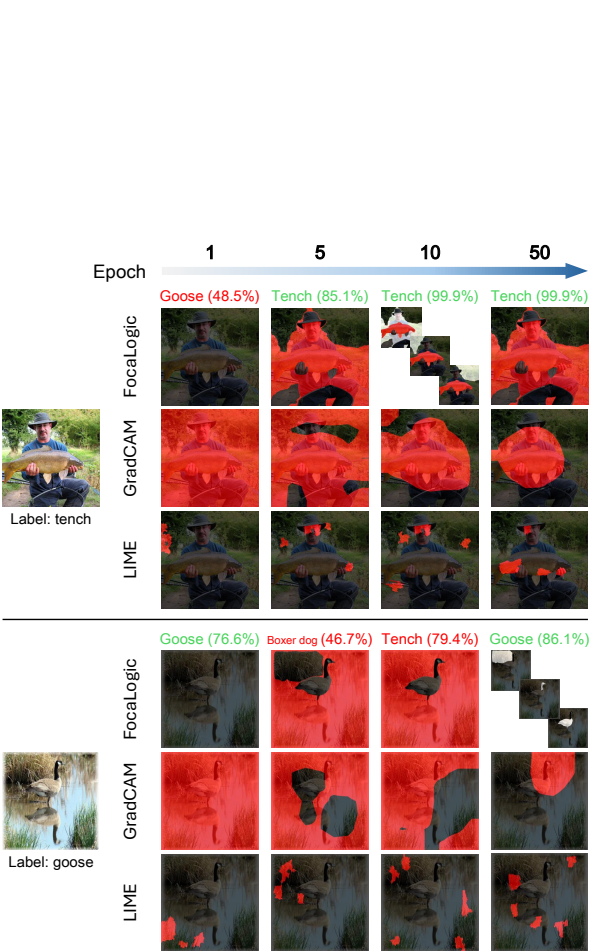 1 5 10 50
Epoch
Goose (48.5%) Tench (85.1%) Tench (99.9%) Tench (99.9%)
FocaLogic
GradCAM
Label: tench
LIME
Goose (76.6%) Boxer dog (46.7%) Tench (79.4%) Goose (86.1%)
FocaLogic
GradCAM
Label: goose
LIME